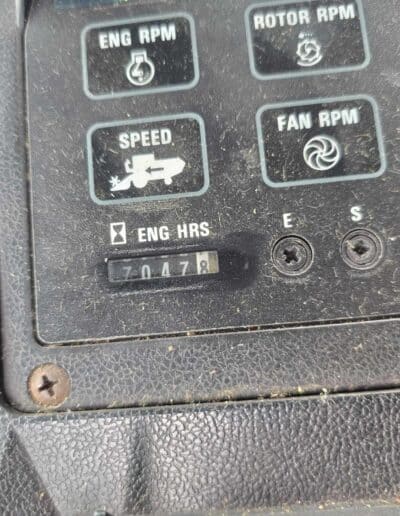 ENG RPM
ROTOR RPM
SPEED
FAN RPM
ENG HRS
E
S
70478